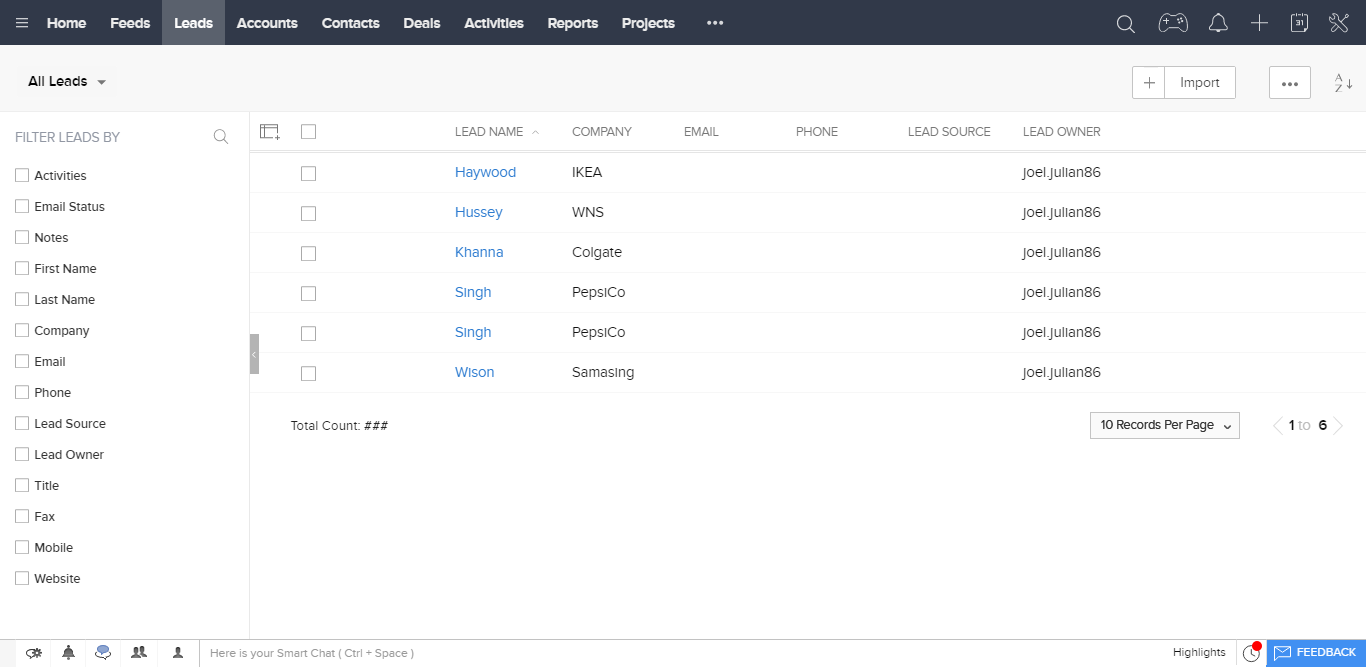 Home Feeds Leads Accounts Contacts Deals Activities Reports Projects •••
31
All Leads
+ Import ••• A Z
FILTER LEADS BY
Activities
Email Status
Notes
First Name
Last Name
Company
Email
Phone
Lead Source
Lead Owner
Title
Fax
Mobile
Website
LEAD NAME COMPANY EMAIL PHONE LEAD SOURCE LEAD OWNER
Haywood IKEA joel.julian86
Hussey WNS joel.julian86
Khanna Colgate joel.julian86
Singh PepsiCo joel.julian86
Singh PepsiCo joel.julian86
Wison Samasing joel.julian86
Total Count: ### 10 Records Per Page 1 to 6
Here is your Smart Chat ( Ctrl + Space ) Highlights FEEDBACK